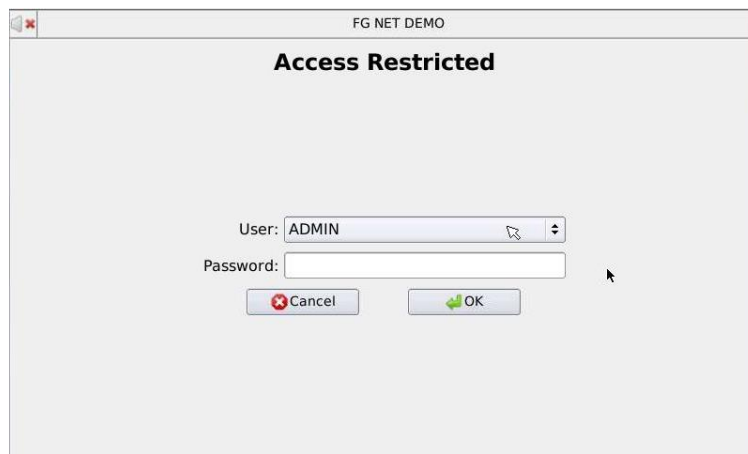 FG NET DEMO
Access Restricted
User: ADMIN
Password:
Cancel OK